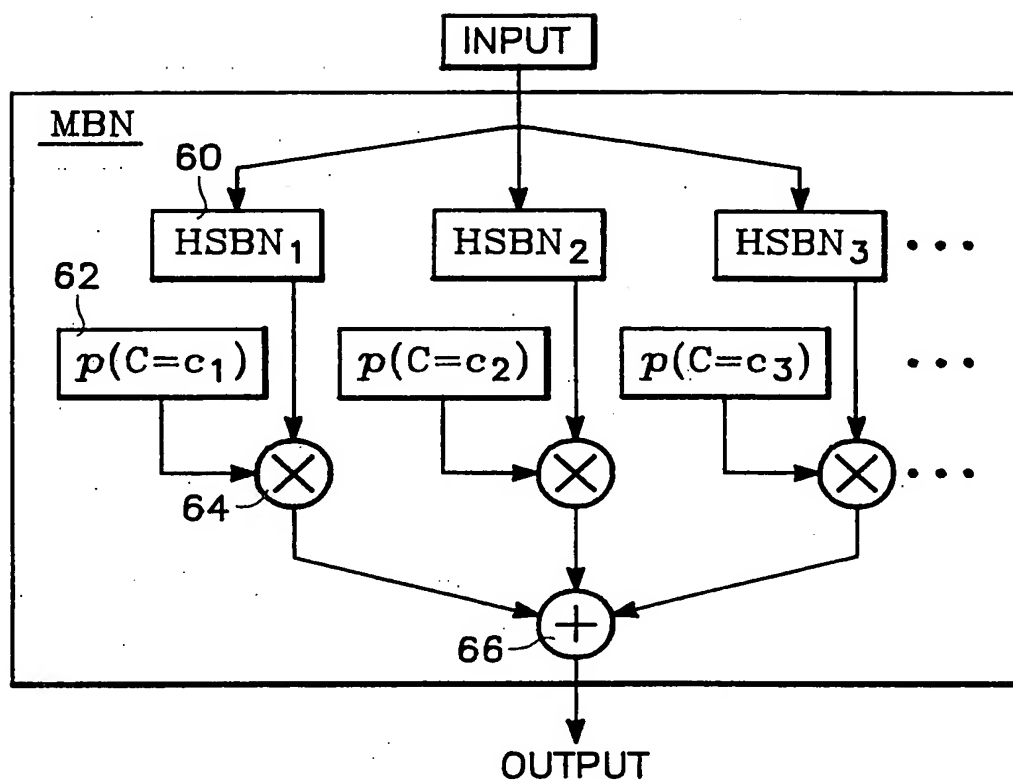 INPUT
MBN
60
HSBN1 HSBN2 HSBN3 •••
62
p(C=c1) p(C=c2) p(C=c3) •••
•••
64
+
66
OUTPUT